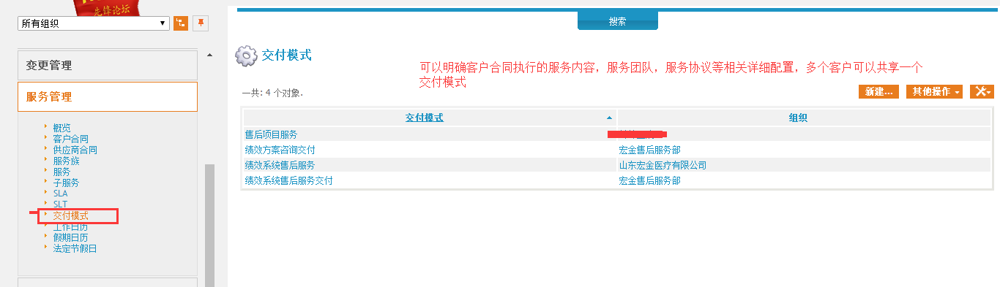 先锋论坛
所有组织
搜索
变更管理
服务管理
概览
客户合同
供应商合同
服务族
服务
子服务
SLA
SLT
交付模式
工作日历
假期日历
法定节假日
交付模式
可以明确客户合同执行的服务内容，服务团队，服务协议等相关详细配置，多个客户可以共享一个
交付模式
一共: 4 个对象.
新建...
其他操作
交付模式 组织
售后项目服务
绩效方案咨询交付 宏金售后服务部
绩效系统售后服务 山东宏金医疗有限公司
绩效系统售后服务交付 宏金售后服务部